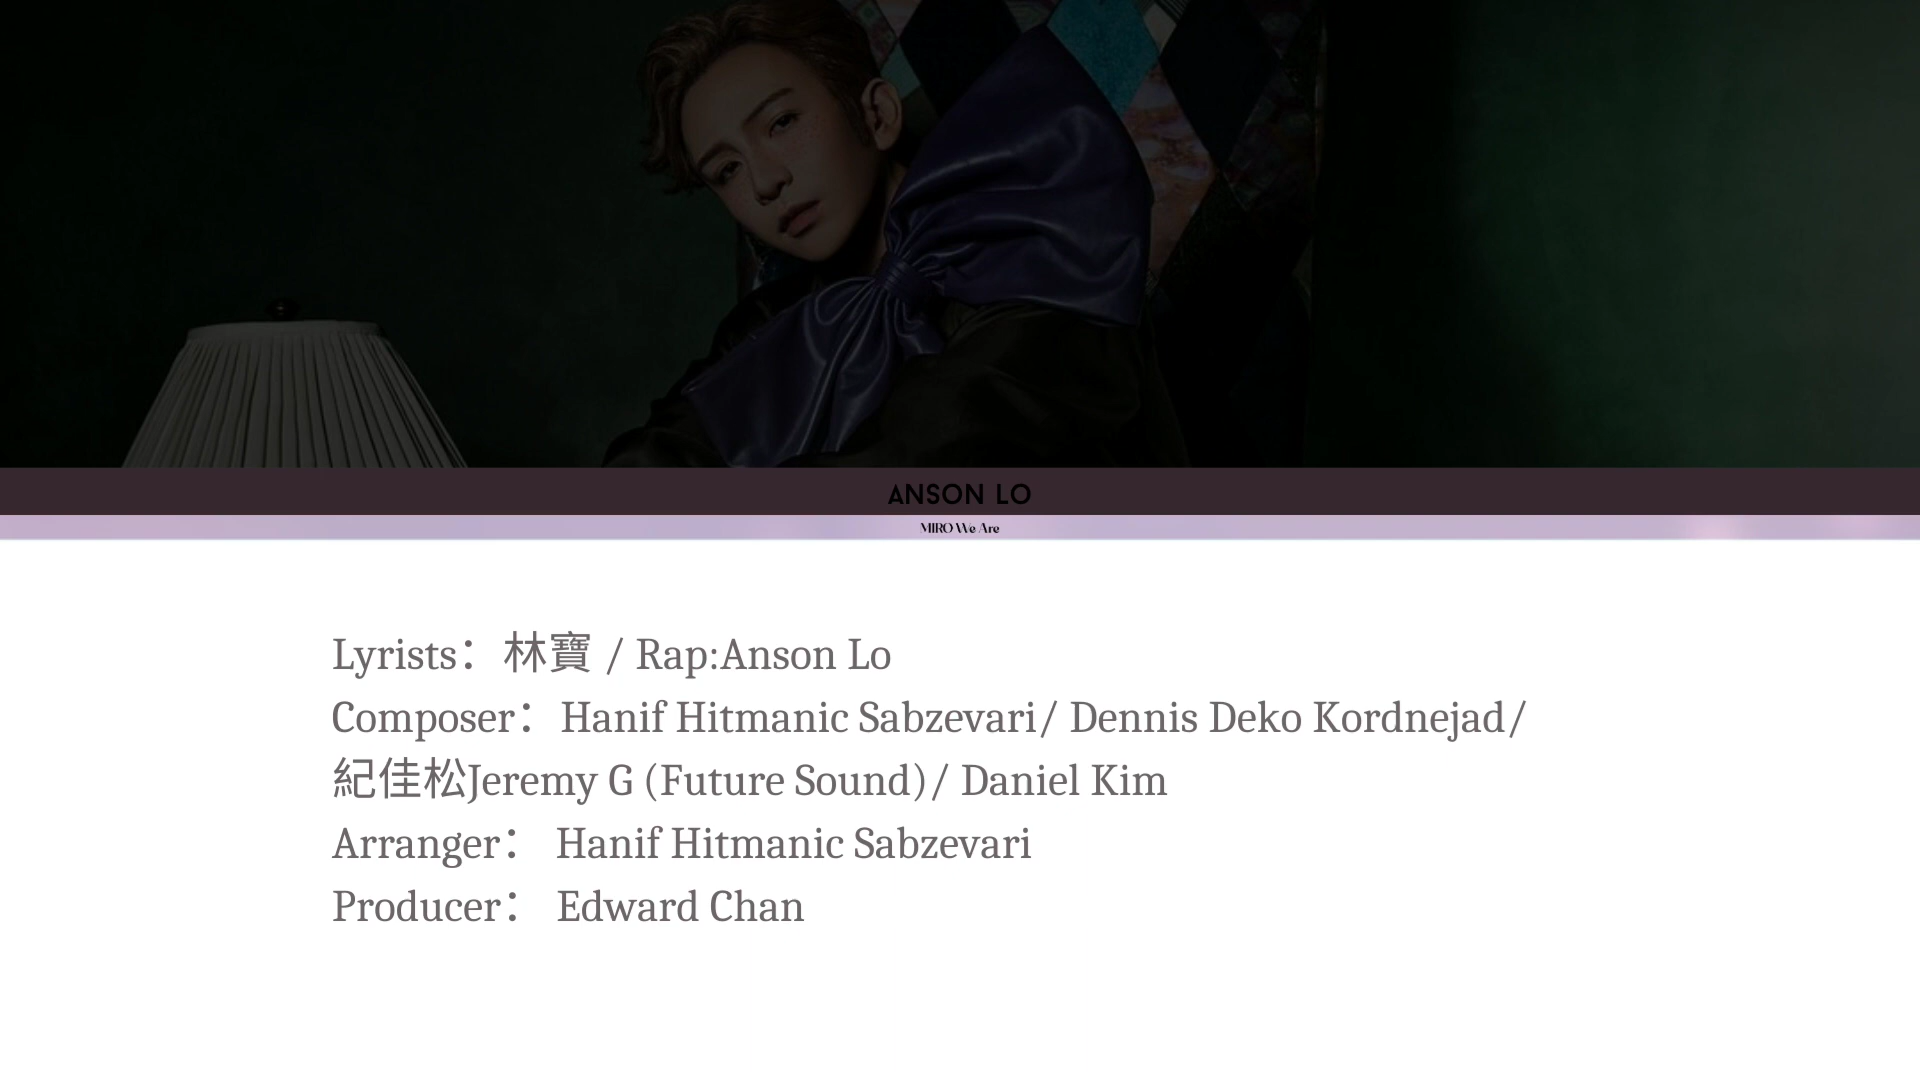 ANSON LO
MIRO We Are
Lyrists：林寶 / Rap:Anson Lo
Composer：Hanif Hitmanic Sabzevari/ Dennis Deko Kordnejad/
紀佳松Jeremy G (Future Sound)/ Daniel Kim
Arranger： Hanif Hitmanic Sabzevari
Producer： Edward Chan